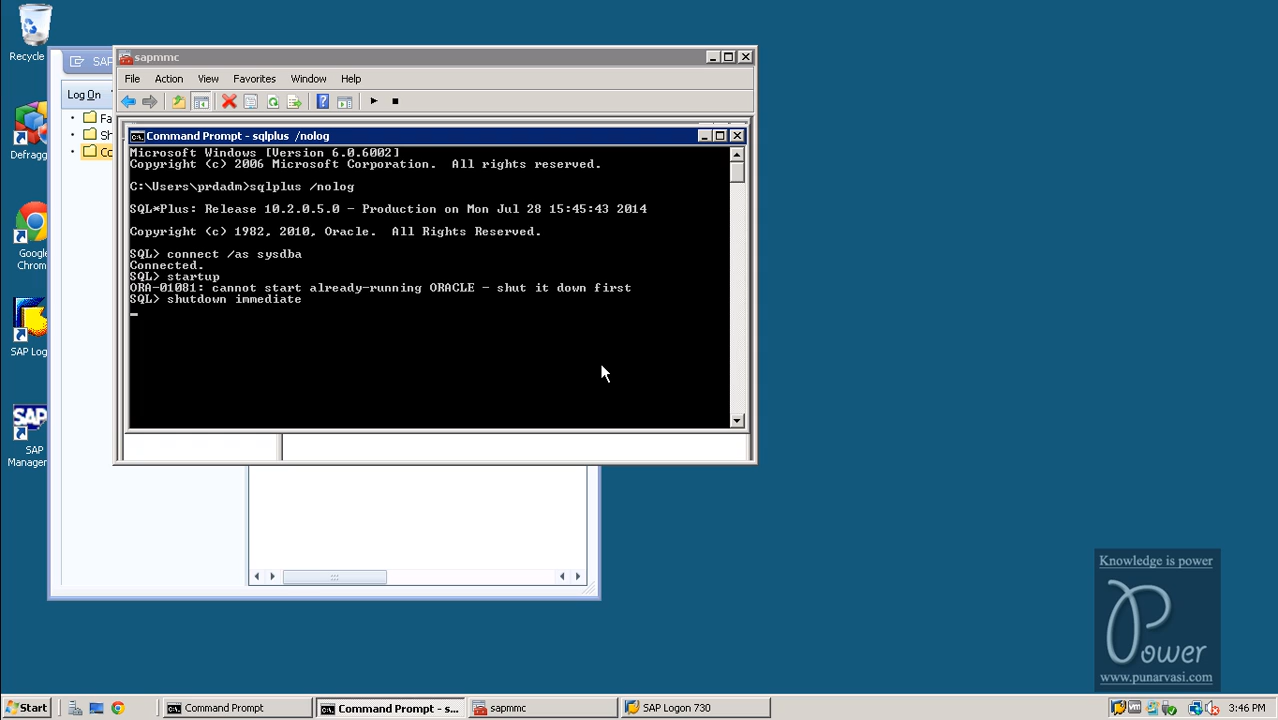 Recycle
Defragg
Google
Chrome
SAP Log
SAP
Manager
SAP
Log On
Fa
Sh
Co
sapmmc
File Action View Favorites Window Help
Command Prompt - sqlplus /nolog
Microsoft Windows [Version 6.0.6002]
Copyright (c) 2006 Microsoft Corporation. All rights reserved.
C:\Users\prdadm>sqlplus /nolog
SQL*Plus: Release 10.2.0.5.0 - Production on Mon Jul 28 15:45:43 2014
Copyright (c) 1982, 2010, Oracle. All Rights Reserved.
SQL> connect /as sysdba
Connected.
SQL> startup
ORA-01081: cannot start already-running ORACLE - shut it down first
SQL> shutdown immediate
Knowledge is power
Power
www.punarvasi.com
Start
Command Prompt
Command Prompt - s...
sapmmc
SAP Logon 730
3:46 PM